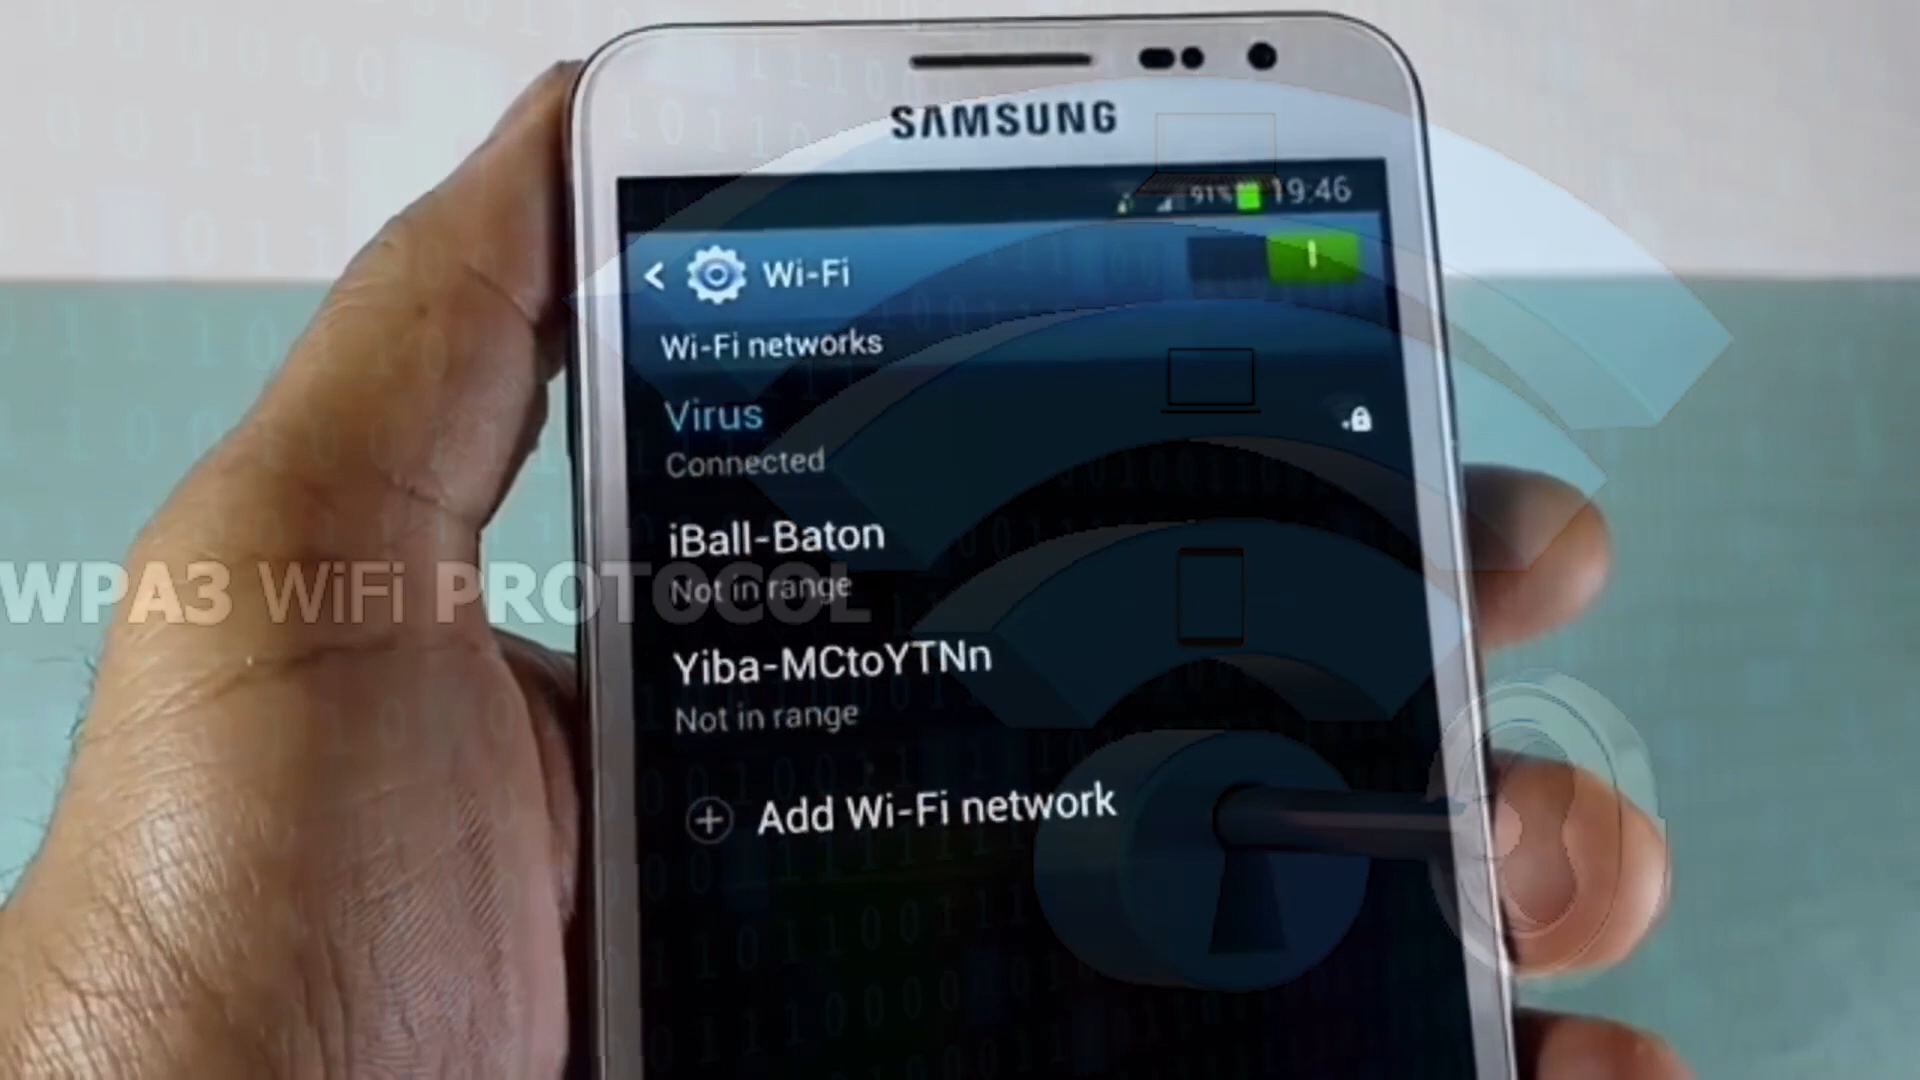 SAMSUNG
91% 19:46
Wi-Fi
Wi-Fi networks
Virus
Connected
iBall-Baton
Not in range
WPA3 WiFi PROTOCOL
Yiba-MCtoYTNn
Not in range
Add Wi-Fi network